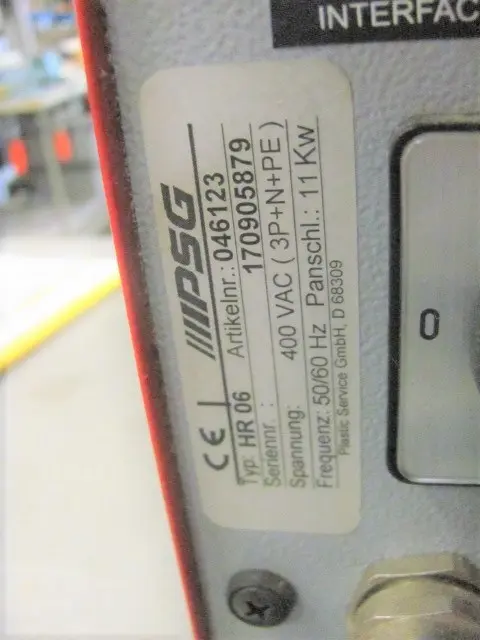 INTERFAC
CE PSG
Typ: HR 06 Artikelnr.: 046123
Seriennr. : 170905879
Spannung: 400 VAC ( 3P+N+PE )
Frequenz: 50/60 Hz Panschl.: 11 Kw
Plastic Service GmbH, D 68309
0